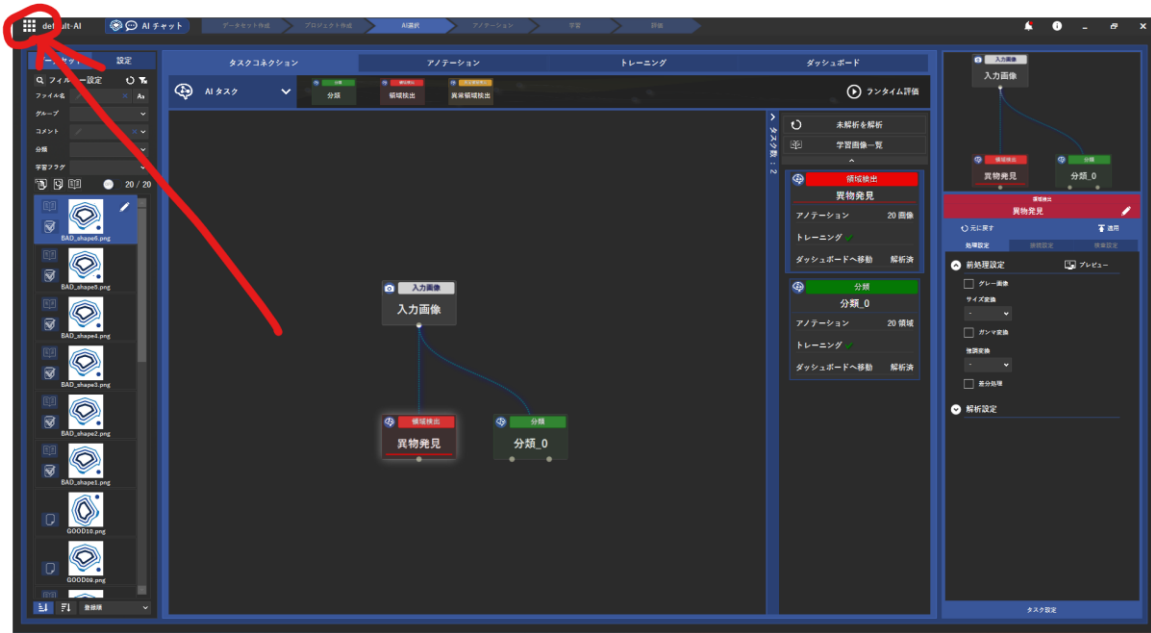 default-AI
AI チャット
データセット作成
プロジェクト作成
AI選択
アノテーション
学習
評価
設定
フィルター設定
ファイル名
Aa
グループ
コメント
分類
学習フラグ
20 / 20
BAD_shape6.png
BAD_shape5.png
BAD_shape4.png
BAD_shape3.png
BAD_shape2.png
BAD_shape1.png
GOOD10.png
GOOD09.png
登録順
タスクコネクション
アノテーション
トレーニング
ダッシュボード
AI タスク
分類
分類
領域検出
領域検出
異常領域検出
ランタイム評価
入力画像
入力画像
領域検出
異物発見
分類
分類_0
タスク数 : 2
未解析を解析
学習画像一覧
領域検出
異物発見
アノテーション 20 画像
トレーニング
ダッシュボードへ移動 解析済
分類
分類_0
アノテーション 20 領域
トレーニング
ダッシュボードへ移動 解析済
入力画像
入力画像
領域検出
異物発見
分類
分類_0
領域検出
異物発見
元に戻す
適用
処理設定
前処理設定
プレビュー
グレー画像
サイズ変換
-
ガンマ変換
強調変換
-
差分処理
解析設定
タスク設定